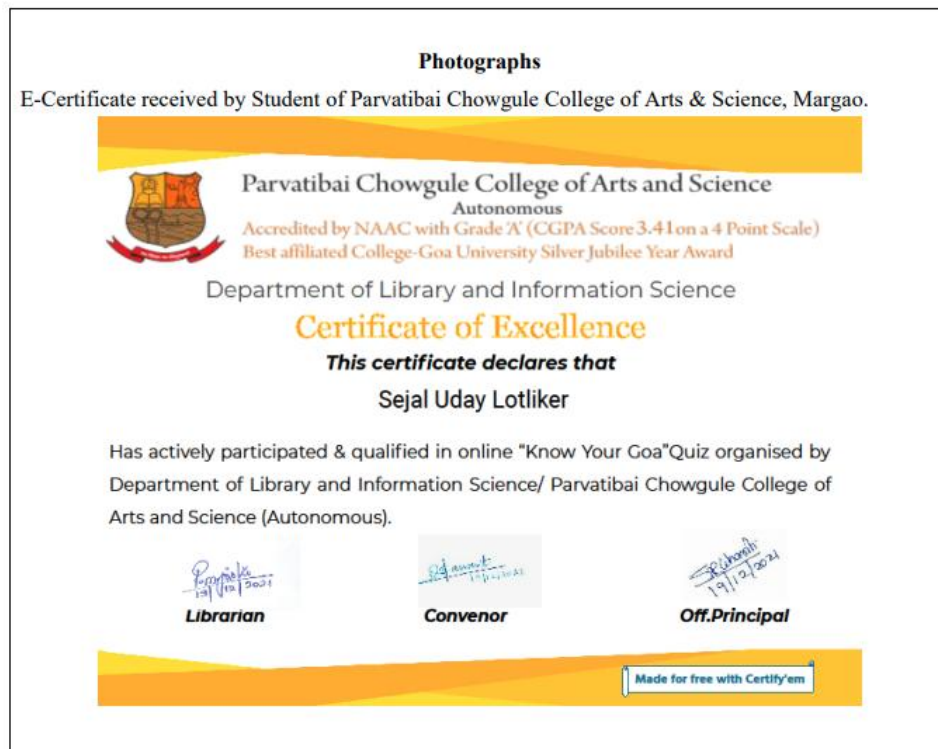 Photographs
E-Certificate received by Student of Parvatibai Chowgule College of Arts & Science, Margao.
Parvatibai Chowgule College of Arts and Science
Autonomous
Accredited by NAAC with Grade 'A' (CGPA Score 3.41 on a 4 Point Scale)
Best affiliated College-Goa University Silver Jubilee Year Award
Department of Library and Information Science
Certificate of Excellence
This certificate declares that
Sejal Uday Lotliker
Has actively participated & qualified in online “Know Your Goa”Quiz organised by
Department of Library and Information Science/ Parvatibai Chowgule College of
Arts and Science (Autonomous).
19/12/2021
19/12/2021
19/12/2021
Librarian
Convenor
Off.Principal
Made for free with Certify'em